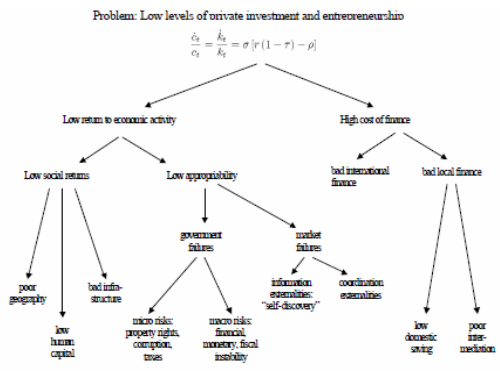 Problem: Low levels of private investment and entrepreneurship
ċₜ/cₜ = k̇ₜ/kₜ = σ [r (1 − τ) − ρ]
Low return to economic activity
High cost of finance
Low social returns
Low appropriability
bad international
finance
bad local finance
government
failures
market
failures
poor
geography
bad infra-
structure
information
externalities:
"self-discovery"
coordination
externalities
low
human
capital
micro risks:
property rights,
corruption,
taxes
macro risks:
financial,
monetary, fiscal
instability
low
domestic
saving
poor
inter-
mediation